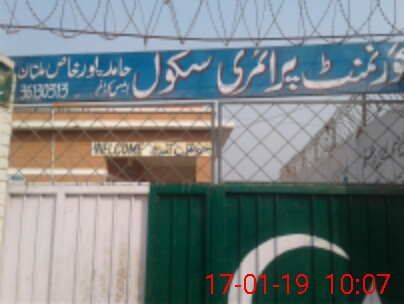 گورنمنٹ پرائمری سکول
حامد پور خاص ملتان
36130313
WELCOME
17-01-19 10:07